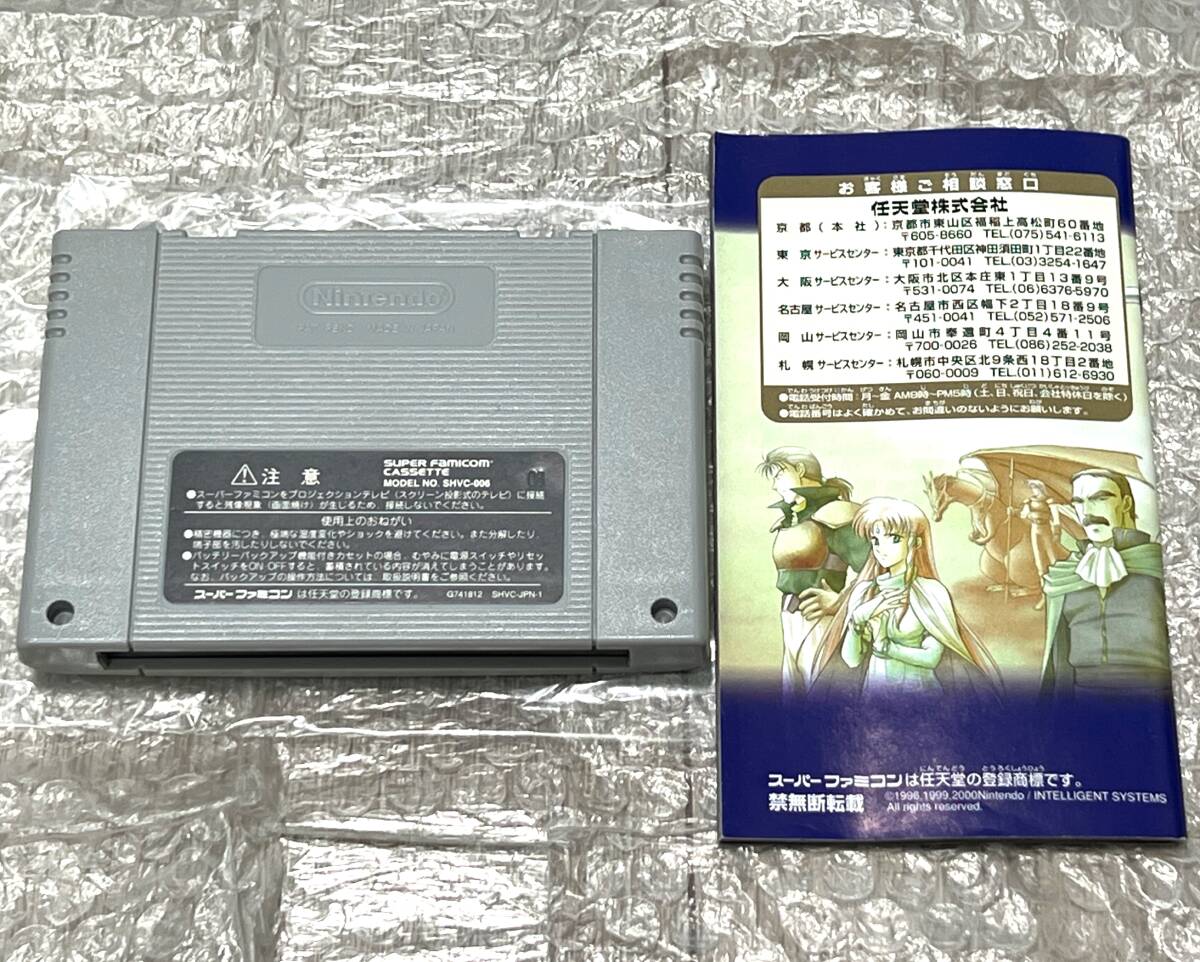 Nintendo
PAT. PEND. MADE IN JAPAN
注意
SUPER FAMICOM
CASSETTE
MODEL NO. SHVC-006
●スーパーファミコンをプロジェクションテレビ(スクリーン投影式のテレビ)に接続
すると残像現象(画面焼け)が生じるため、接続しないでください。
使用上のおねがい
●精密機器につき、極端な温度変化やショックを避けてください。また分解したり、
端子部を汚したりしないでください。
●バッテリーバックアップ機能付きカセットの場合、むやみに電源スイッチやリセッ
トスイッチをON OFFすると、蓄積されている内容が消えてしまうことがあります。
なお、バックアップの操作方法については、取扱説明書をご参照ください。
スーパーファミコンは任天堂の登録商標です。 G741812 SHVC-JPN-1
お客様ご相談窓口
任天堂株式会社
京都(本社):京都市東山区福稲上高松町60番地
〒605-8660 TEL.(075)541-6113
東京サービスセンター:東京都千代田区神田須田町1丁目22番地
〒101-0041 TEL.(03)3254-1647
大阪サービスセンター:大阪市北区本庄東1丁目13番9号
〒531-0074 TEL.(06)6376-5970
名古屋サービスセンター:名古屋市西区幅下2丁目18番9号
〒451-0041 TEL.(052)571-2506
岡山サービスセンター:岡山市奉還町4丁目4番11号
〒700-0026 TEL.(086)252-2038
札幌サービスセンター:札幌市中央区北9条西18丁目2番地
〒060-0009 TEL.(011)612-6930
●電話受付時間:月~金 AM9時~PM5時(土、日、祝日、会社特休日を除く)
●電話番号はよく確かめて、お間違いのないようにお願いします。
スーパーファミコンは任天堂の登録商標です。
禁無断転載
©1996,1999,2000Nintendo / INTELLIGENT SYSTEMS
All rights reserved.